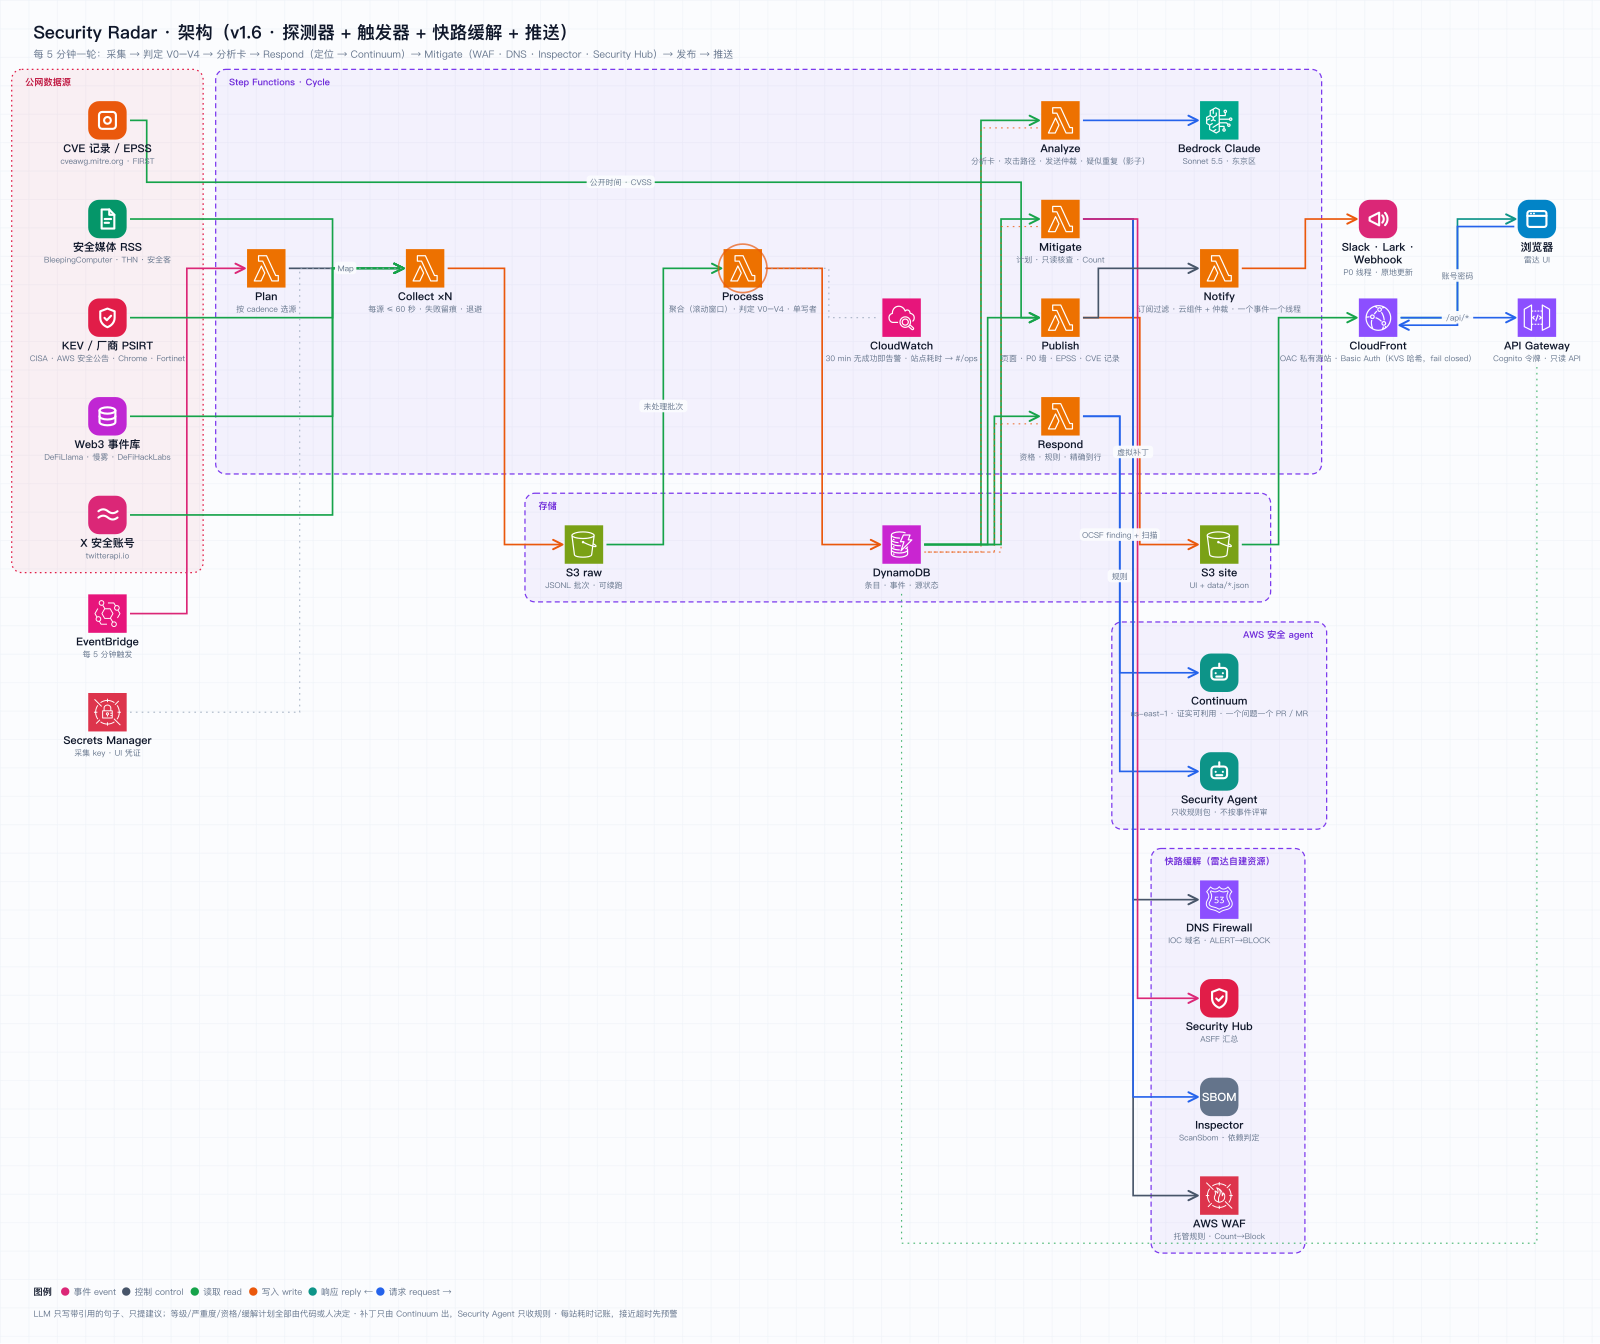 Security Radar · 架构（v1.6 · 探测器 + 触发器 + 快路缓解 + 推送）
每 5 分钟一轮：采集 → 判定 V0—V4 → 分析卡 → Respond（定位 → Continuum）→ Mitigate（WAF · DNS · Inspector · Security Hub）→ 发布 → 推送
公网数据源
CVE 记录 / EPSS
cveawg.mitre.org · FIRST
安全媒体 RSS
BleepingComputer · THN · 安全客
KEV / 厂商 PSIRT
CISA · AWS 安全公告 · Chrome · Fortinet
Web3 事件库
DeFiLlama · 慢雾 · DeFiHackLabs
X 安全账号
twitterapi.io
EventBridge
每 5 分钟触发
Secrets Manager
采集 key · UI 凭证
Step Functions · Cycle
公开时间 · CVSS
Plan
按 cadence 选源
Map
Collect ×N
每源 ≤ 60 秒 · 失败留痕 · 退避
Process
聚合（滚动窗口）· 判定 V0—V4 · 单写者
未处理批次
CloudWatch
30 min 无成功即告警 · 站点耗时 → #/ops
Analyze
分析卡 · 攻击路径 · 发送仲裁 · 疑似重复（影子）
Bedrock Claude
Sonnet 5.5 · 东京区
Mitigate
计划 · 只读核查 · Count
Publish
页面 · P0 墙 · EPSS · CVE 记录
Respond
资格 · 规则 · 精确到行
Notify
订阅过滤 · 云组件 + 仲裁 · 一个事件一个线程
虚拟补丁
Slack · Lark ·
Webhook
P0 线程 · 原地更新
浏览器
雷达 UI
账号密码
CloudFront
OAC 私有源站 · Basic Auth（KVS 哈希，fail closed）
/api/*
API Gateway
Cognito 令牌 · 只读 API
存储
S3 raw
JSONL 批次 · 可续跑
DynamoDB
条目 · 事件 · 源状态
OCSF finding + 扫描
S3 site
UI + data/*.json
规则
AWS 安全 agent
Continuum
us-east-1 · 证实可利用 · 一个问题一个 PR / MR
Security Agent
只收规则包 · 不按事件评审
快路缓解（雷达自建资源）
53
DNS Firewall
IOC 域名 · ALERT→BLOCK
Security Hub
ASFF 汇总
SBOM
Inspector
ScanSbom · 依赖判定
AWS WAF
托管规则 · Count→Block
图例 事件 event 控制 control 读取 read 写入 write 响应 reply ← 请求 request →
LLM 只写带引用的句子、只提建议；等级/严重度/资格/缓解计划全部由代码或人决定 · 补丁只由 Continuum 出，Security Agent 只收规则 · 每站耗时记账，接近超时先预警